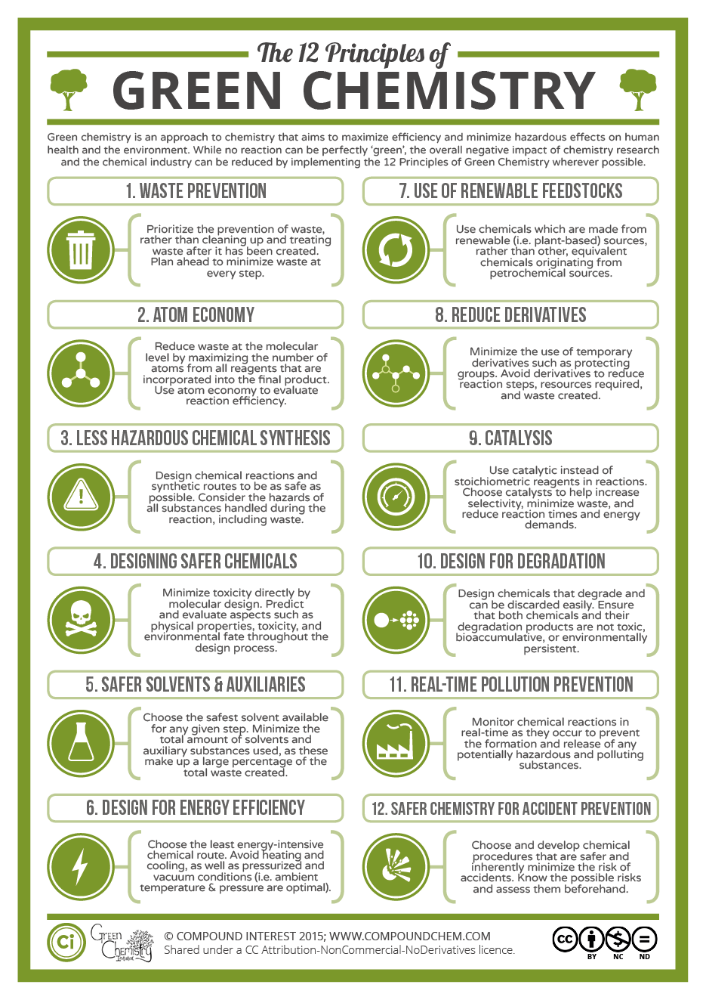 The 12 Principles of
GREEN CHEMISTRY
Green chemistry is an approach to chemistry that aims to maximize efficiency and minimize hazardous effects on human
health and the environment. While no reaction can be perfectly ‘green’, the overall negative impact of chemistry research
and the chemical industry can be reduced by implementing the 12 Principles of Green Chemistry wherever possible.
1. WASTE PREVENTION
Prioritize the prevention of waste,
rather than cleaning up and treating
waste after it has been created.
Plan ahead to minimize waste at
every step.
2. ATOM ECONOMY
Reduce waste at the molecular
level by maximizing the number of
atoms from all reagents that are
incorporated into the final product.
Use atom economy to evaluate
reaction efficiency.
3. LESS HAZARDOUS CHEMICAL SYNTHESIS
Design chemical reactions and
synthetic routes to be as safe as
possible. Consider the hazards of
all substances handled during the
reaction, including waste.
4. DESIGNING SAFER CHEMICALS
Minimize toxicity directly by
molecular design. Predict
and evaluate aspects such as
physical properties, toxicity, and
environmental fate throughout the
design process.
5. SAFER SOLVENTS & AUXILIARIES
Choose the safest solvent available
for any given step. Minimize the
total amount of solvents and
auxiliary substances used, as these
make up a large percentage of the
total waste created.
6. DESIGN FOR ENERGY EFFICIENCY
Choose the least energy-intensive
chemical route. Avoid heating and
cooling, as well as pressurized and
vacuum conditions (i.e. ambient
temperature & pressure are optimal).
7. USE OF RENEWABLE FEEDSTOCKS
Use chemicals which are made from
renewable (i.e. plant-based) sources,
rather than other, equivalent
chemicals originating from
petrochemical sources.
8. REDUCE DERIVATIVES
Minimize the use of temporary
derivatives such as protecting
groups. Avoid derivatives to reduce
reaction steps, resources required,
and waste created.
9. CATALYSIS
Use catalytic instead of
stoichiometric reagents in reactions.
Choose catalysts to help increase
selectivity, minimize waste, and
reduce reaction times and energy
demands.
10. DESIGN FOR DEGRADATION
Design chemicals that degrade and
can be discarded easily. Ensure
that both chemicals and their
degradation products are not toxic,
bioaccumulative, or environmentally
persistent.
11. REAL-TIME POLLUTION PREVENTION
Monitor chemical reactions in
real-time as they occur to prevent
the formation and release of any
potentially hazardous and polluting
substances.
12. SAFER CHEMISTRY FOR ACCIDENT PREVENTION
Choose and develop chemical
procedures that are safer and
inherently minimize the risk of
accidents. Know the possible risks
and assess them beforehand.
Ci
Green
Chemistry
Initiative
© COMPOUND INTEREST 2015; WWW.COMPOUNDCHEM.COM
Shared under a CC Attribution-NonCommercial-NoDerivatives licence.
cc
BY NC ND